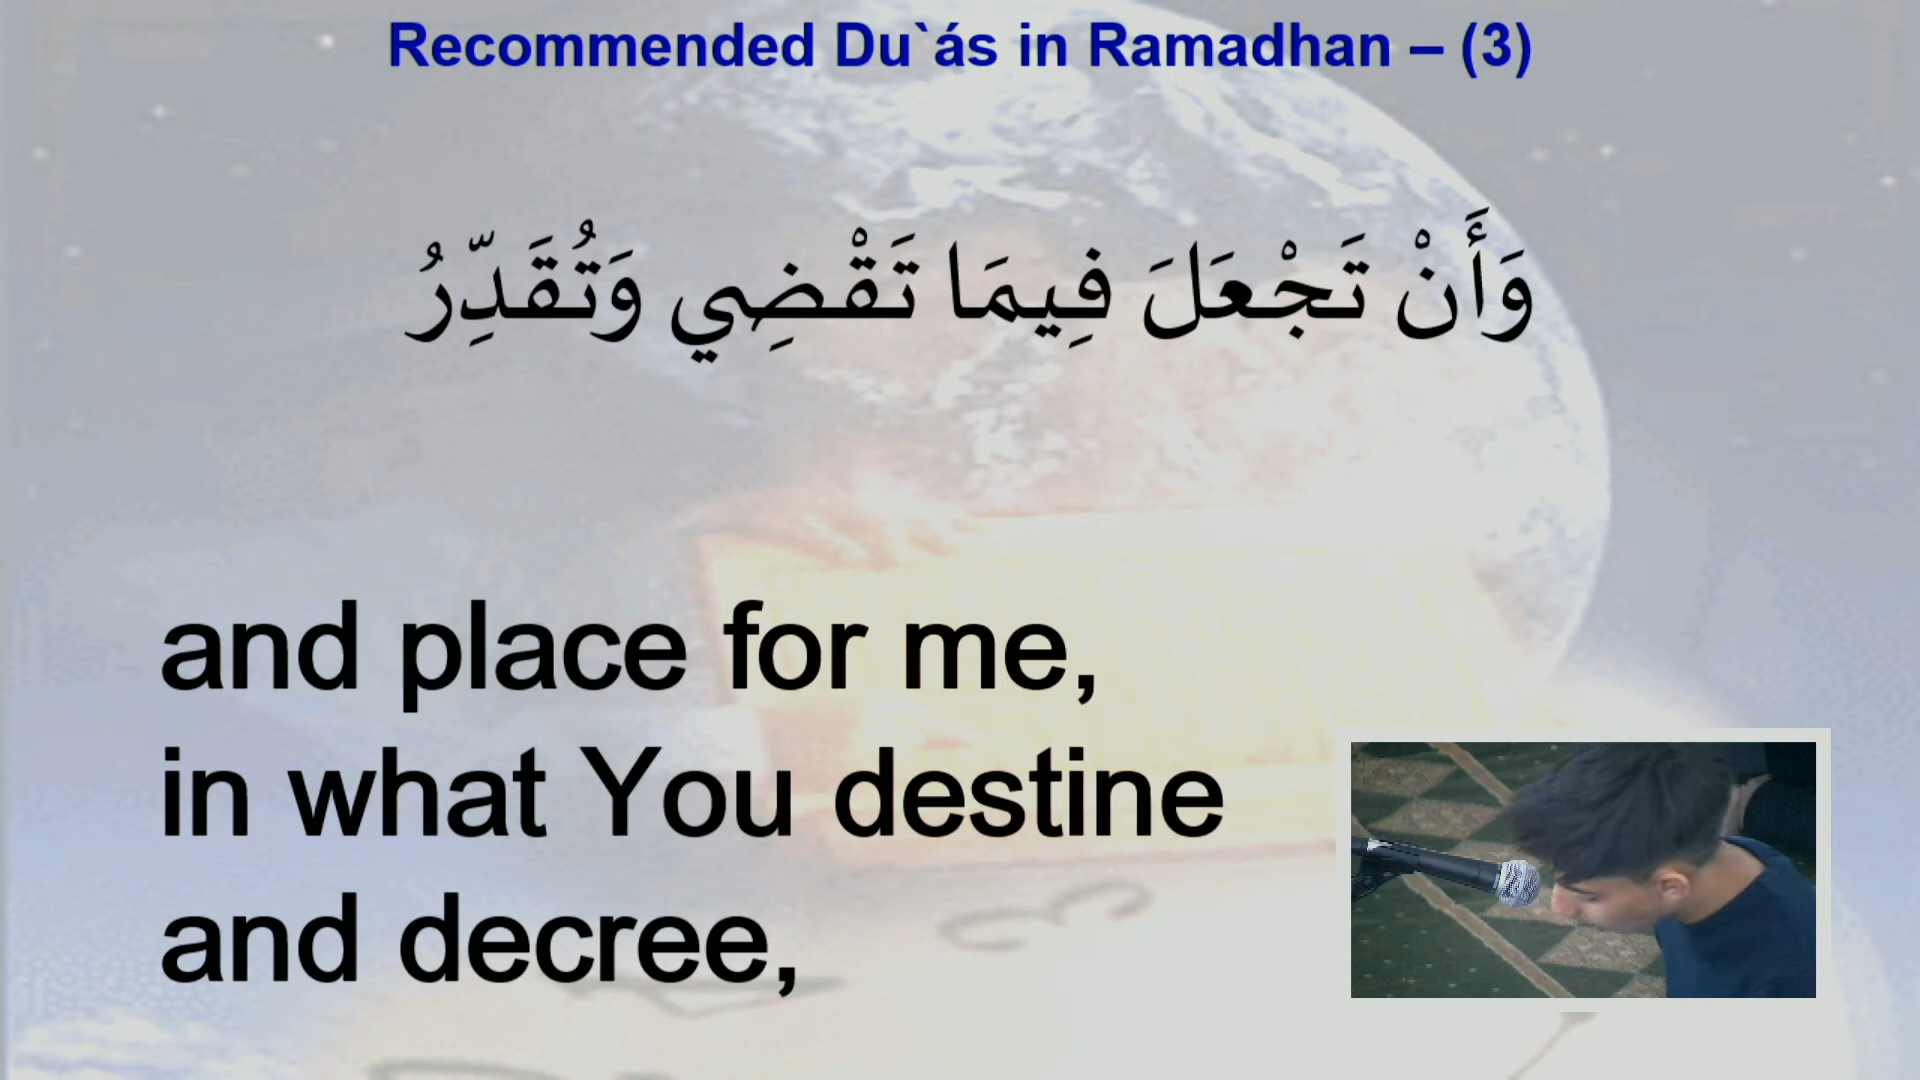 Recommended Du`ás in Ramadhan – (3)
وَأَنْ تَجْعَلَ فِيمَا تَقْضِي وَتُقَدِّرُ
and place for me,
in what You destine
and decree,